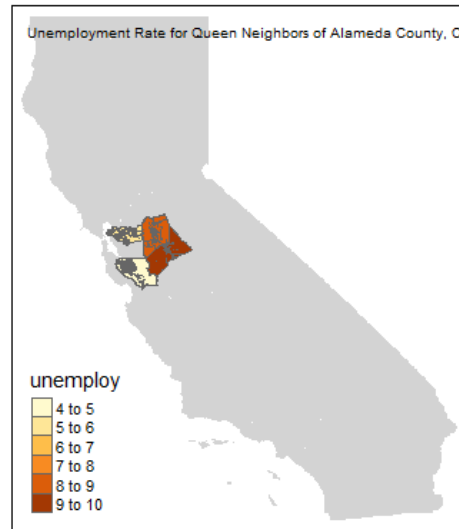 Unemployment Rate for Queen Neighbors of Alameda County, C
unemploy
4 to 5
5 to 6
6 to 7
7 to 8
8 to 9
9 to 10